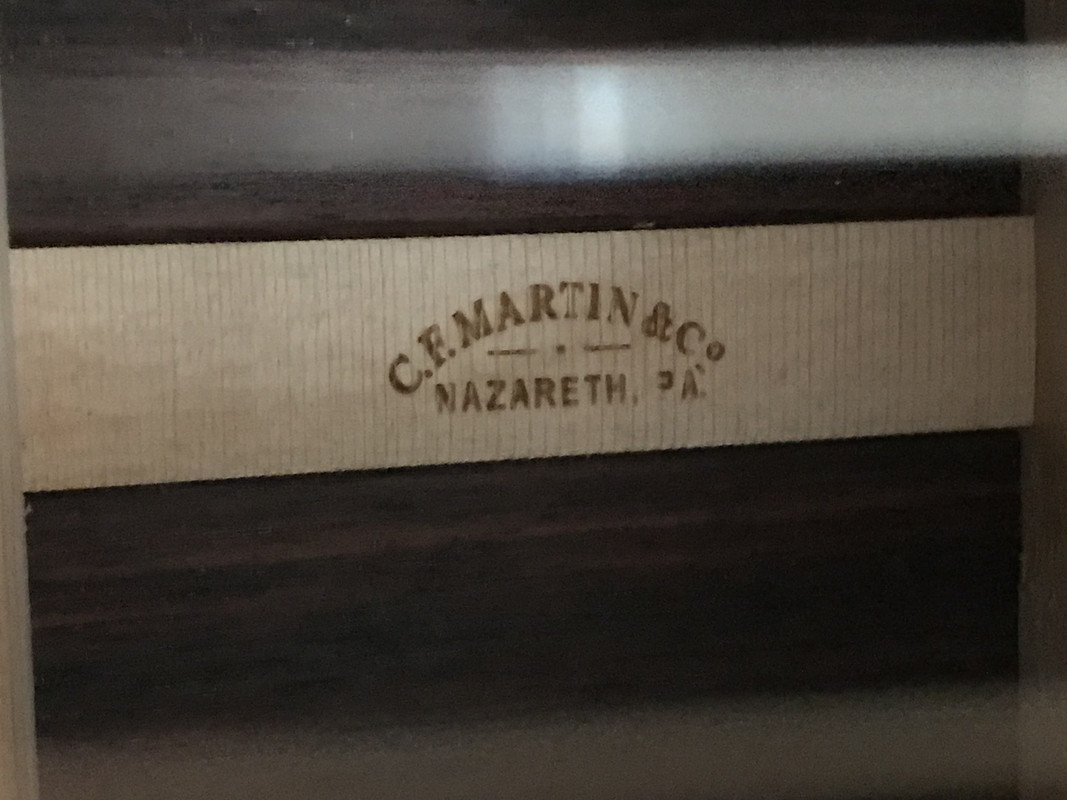 C.F. MARTIN & Cº
NAZARETH, PA.